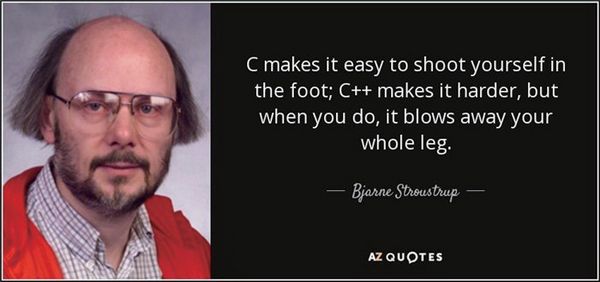 C makes it easy to shoot yourself in
the foot; C++ makes it harder, but
when you do, it blows away your
whole leg.
— Bjarne Stroustrup —
AZ QUOTES